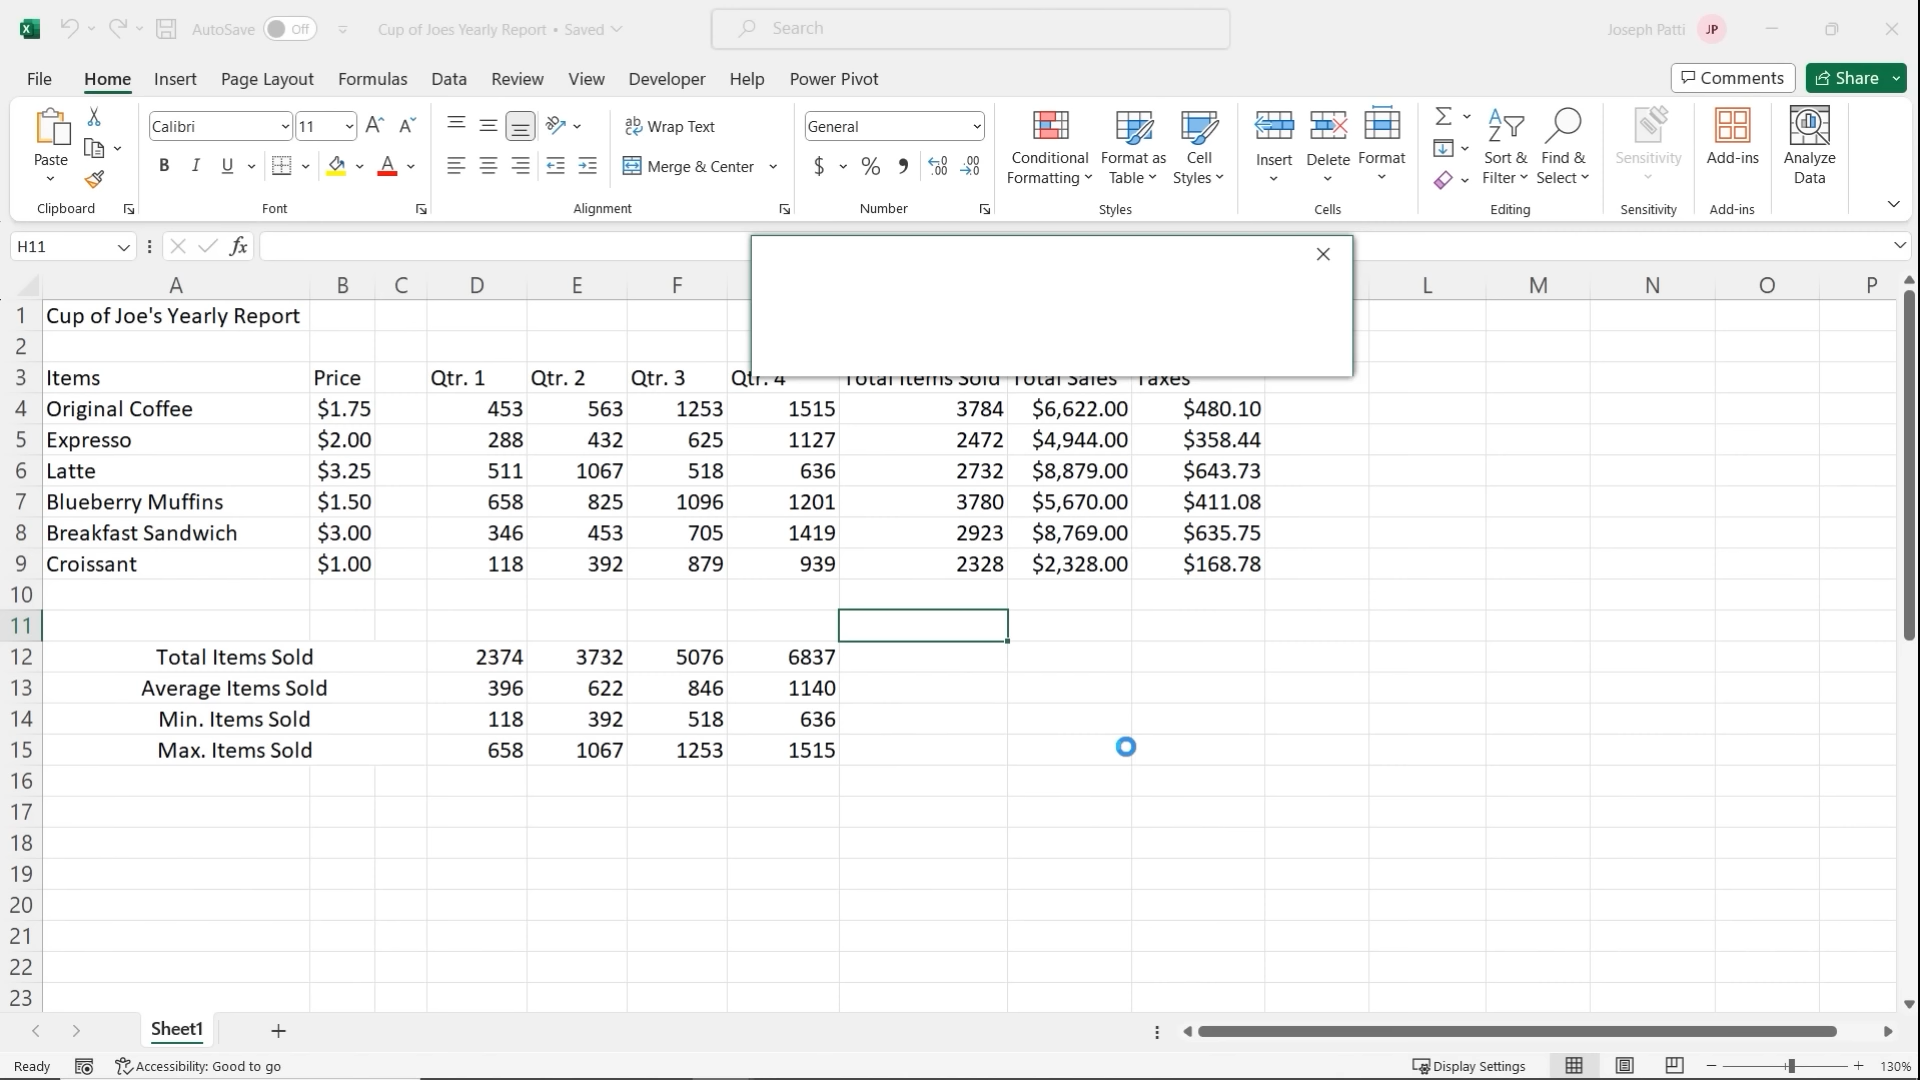 AutoSave Off Cup of Joes Yearly Report • Saved Search Joseph Patti JP
File Home Insert Page Layout Formulas Data Review View Developer Help Power Pivot Comments Share
Paste Calibri 11 B I U A Wrap Text Merge & Center General $ % Conditional Formatting Format as Table Cell Styles Insert Delete Format Sort & Filter Find & Select Sensitivity Add-ins Analyze Data
Clipboard Font Alignment Number Styles Cells Editing Sensitivity Add-ins
H11 fx
A B C D E F L M N O P
1 Cup of Joe's Yearly Report
2
3 Items Price Qtr. 1 Qtr. 2 Qtr. 3 Qtr. 4 Total Items Sold Total Sales Taxes
4 Original Coffee $1.75 453 563 1253 1515 3784 $6,622.00 $480.10
5 Expresso $2.00 288 432 625 1127 2472 $4,944.00 $358.44
6 Latte $3.25 511 1067 518 636 2732 $8,879.00 $643.73
7 Blueberry Muffins $1.50 658 825 1096 1201 3780 $5,670.00 $411.08
8 Breakfast Sandwich $3.00 346 453 705 1419 2923 $8,769.00 $635.75
9 Croissant $1.00 118 392 879 939 2328 $2,328.00 $168.78
10
11
12 Total Items Sold 2374 3732 5076 6837
13 Average Items Sold 396 622 846 1140
14 Min. Items Sold 118 392 518 636
15 Max. Items Sold 658 1067 1253 1515
16
17
18
19
20
21
22
23
Sheet1
Ready Accessibility: Good to go Display Settings 130%